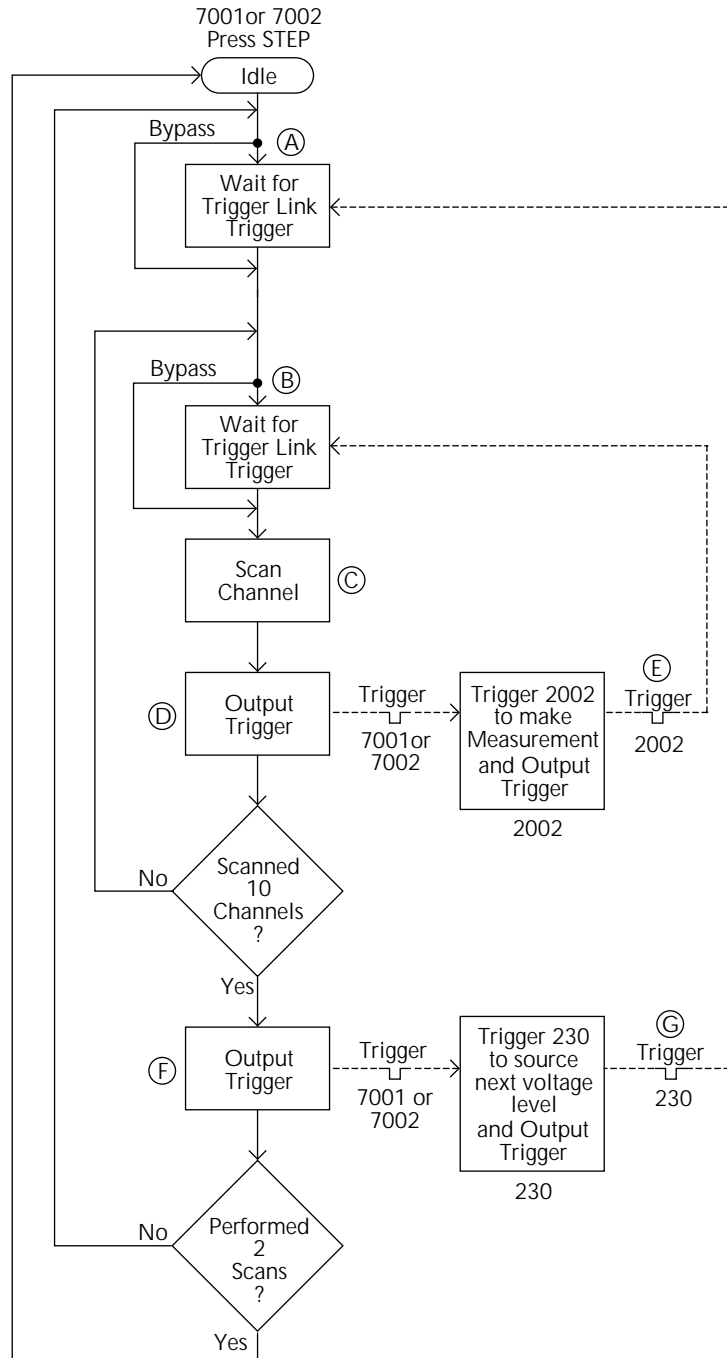 7001or 7002
Press STEP
Idle
Bypass
A
Wait for
Trigger Link
Trigger
Bypass
B
Wait for
Trigger Link
Trigger
Scan
Channel
C
D
Output
Trigger
Trigger
7001or
7002
Trigger 2002
to make
Measurement
and Output
Trigger
2002
E
Trigger
2002
Scanned
10
Channels
?
No
Yes
F
Output
Trigger
Trigger
7001 or
7002
Trigger 230
to source
next voltage
level
and Output
Trigger
230
G
Trigger
230
Performed
2
Scans
?
No
Yes